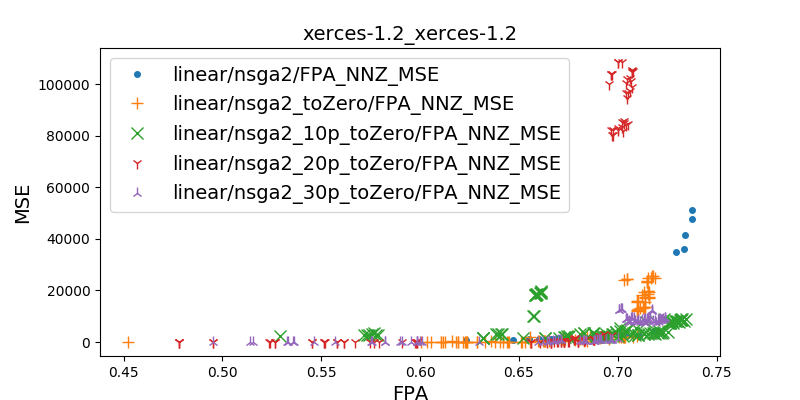 xerces-1.2_xerces-1.2
linear/nsga2/FPA_NNZ_MSE
linear/nsga2_toZero/FPA_NNZ_MSE
linear/nsga2_10p_toZero/FPA_NNZ_MSE
linear/nsga2_20p_toZero/FPA_NNZ_MSE
linear/nsga2_30p_toZero/FPA_NNZ_MSE
MSE
100000
80000
60000
40000
20000
0
0.45 0.50 0.55 0.60 0.65 0.70 0.75
FPA